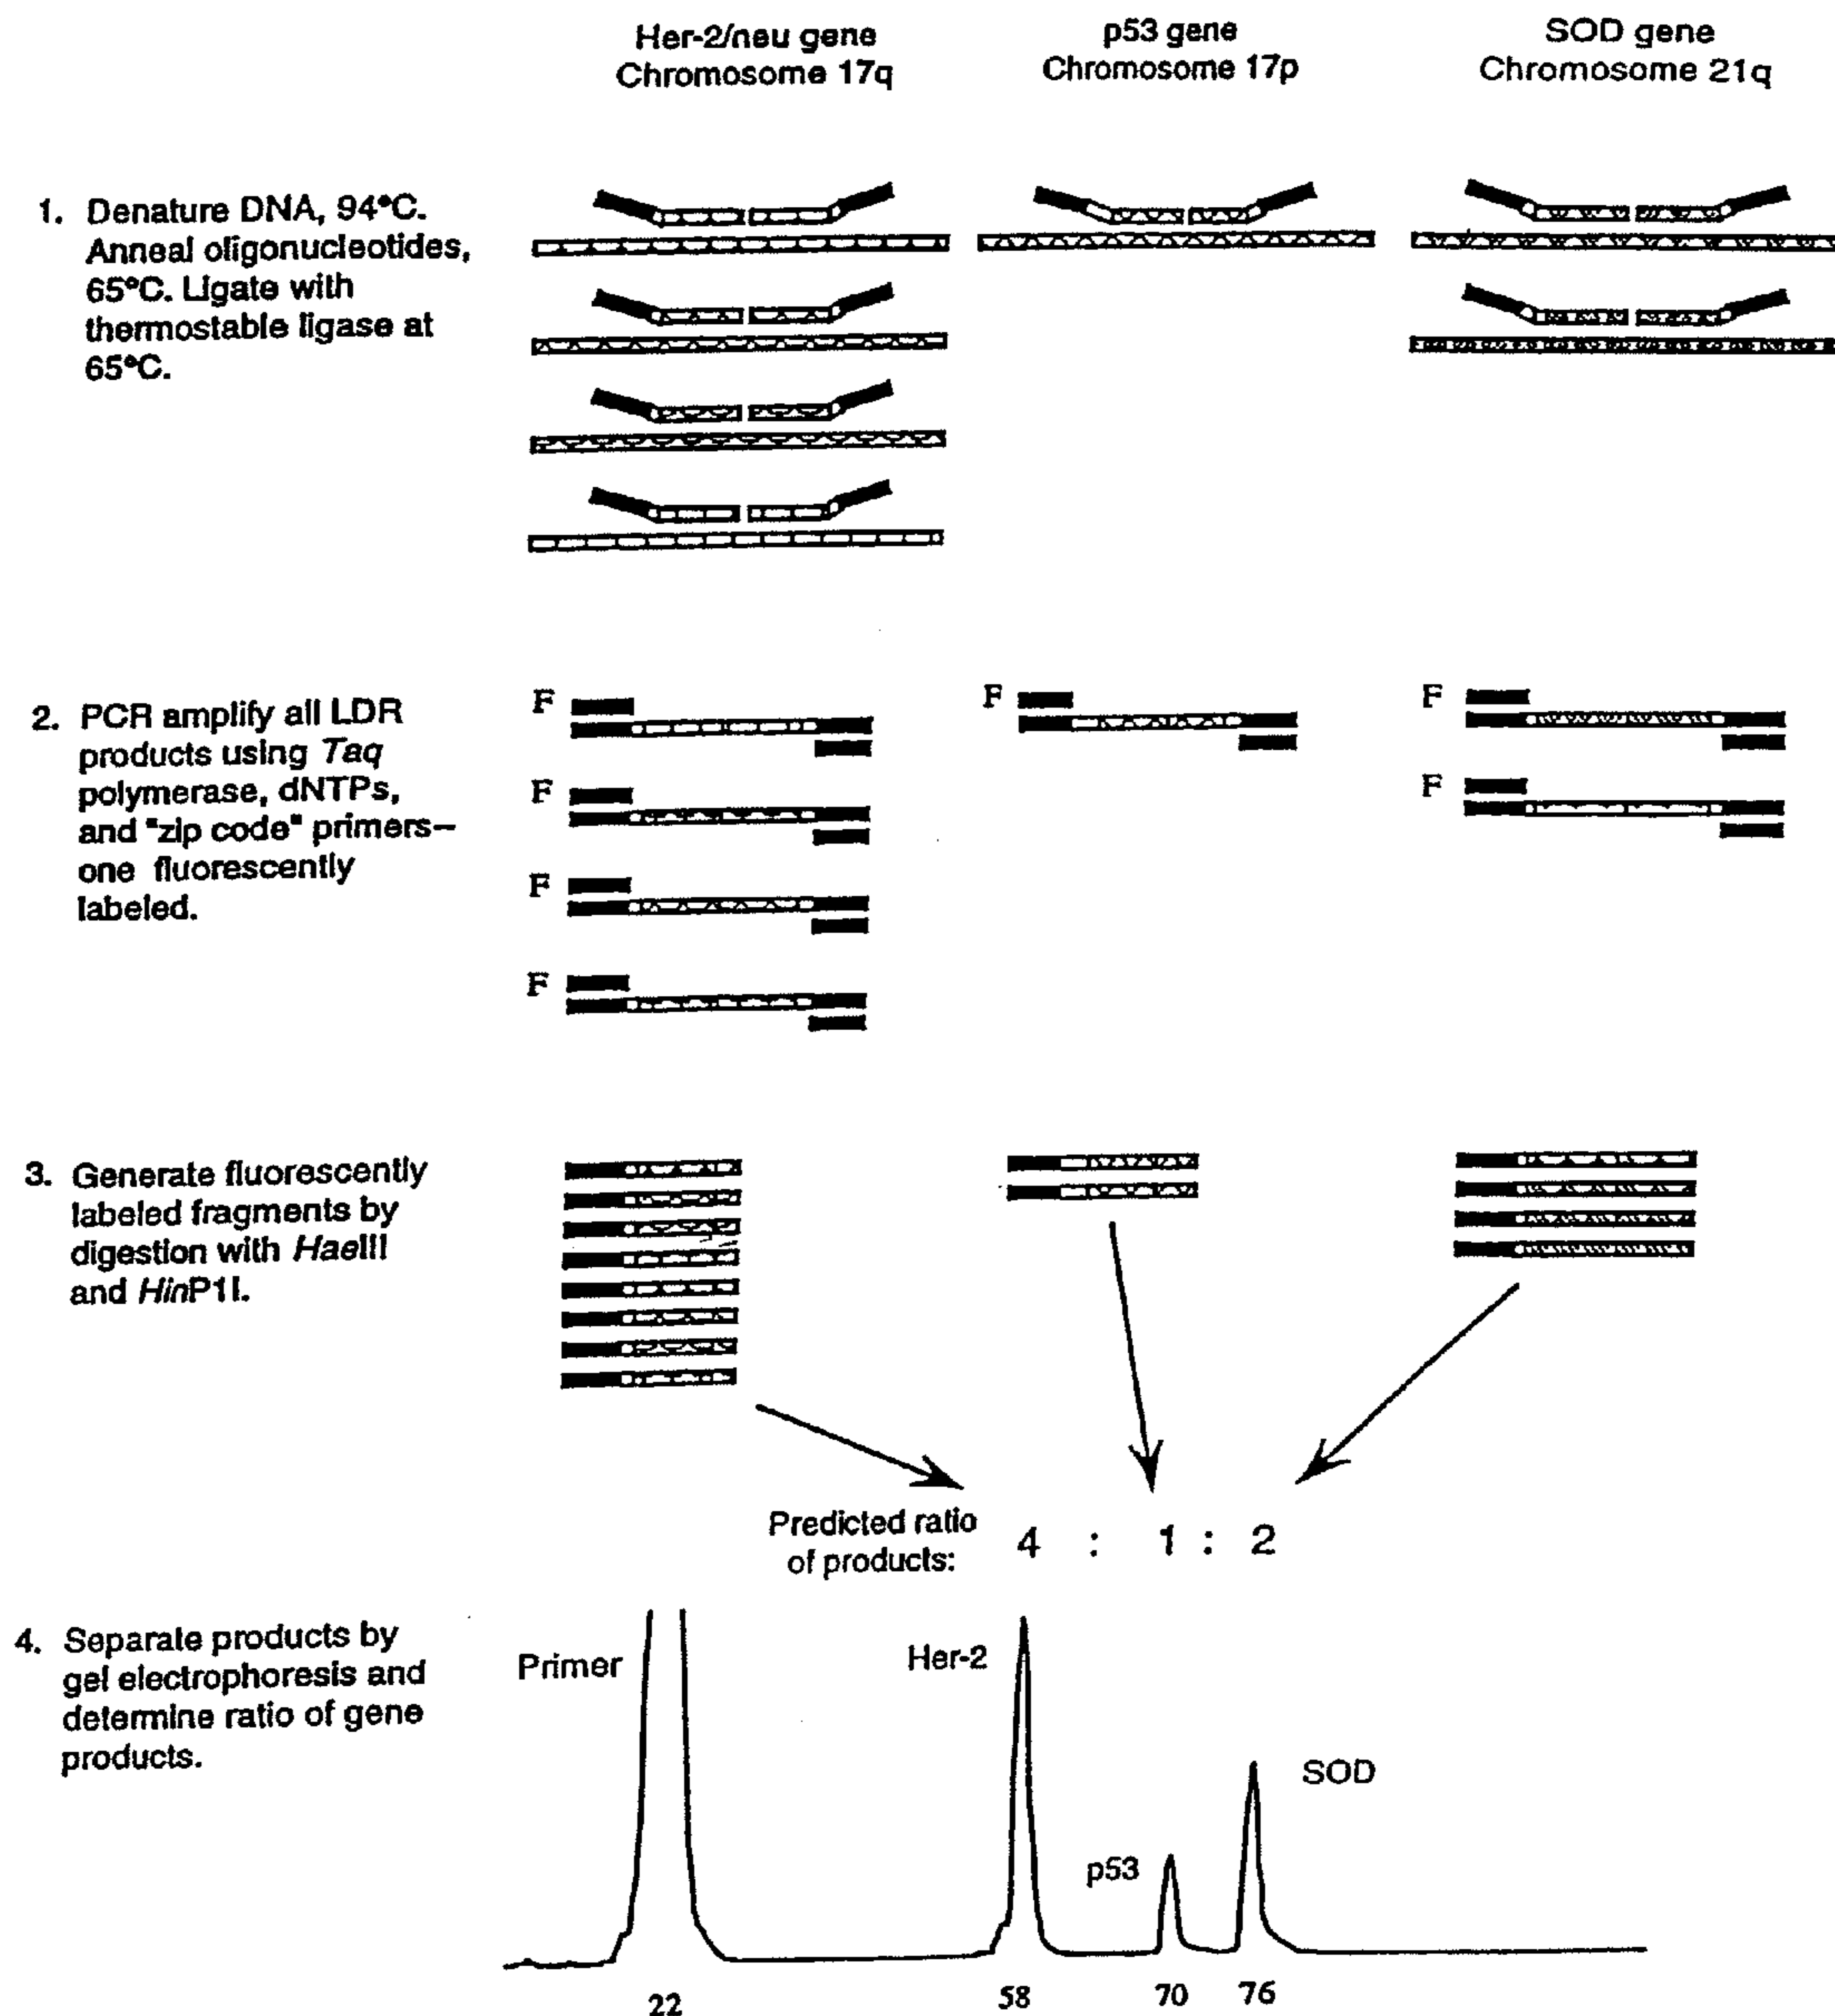 Her-2/neu gene
Chromosome 17q
p53 gene
Chromosome 17p
SOD gene
Chromosome 21q
1. Denature DNA, 94°C.
Anneal oligonucleotides,
65°C. Ligate with
thermostable ligase at
65°C.
2. PCR amplify all LDR
products using Taq
polymerase, dNTPs,
and "zip code" primers—
one fluorescently
labeled.
F
F
F
F
F
F
F
3. Generate fluorescently
labeled fragments by
digestion with HaeIII
and HinP1I.
Predicted ratio
of products:
4 : 1 : 2
4. Separate products by
gel electrophoresis and
determine ratio of gene
products.
Primer
Her-2
p53
SOD
22
58
70
76